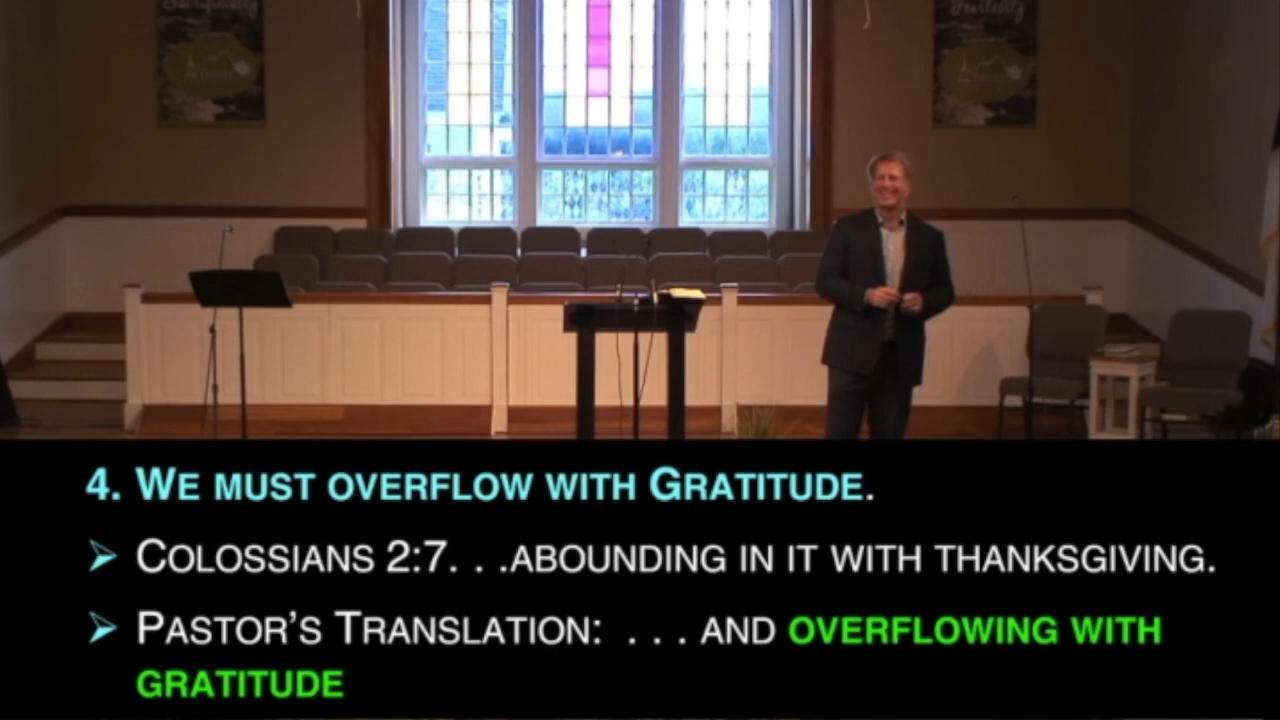 Fearlessly
4. WE MUST OVERFLOW WITH GRATITUDE.
COLOSSIANS 2:7. . .ABOUNDING IN IT WITH THANKSGIVING.
PASTOR'S TRANSLATION: . . . AND OVERFLOWING WITH
GRATITUDE